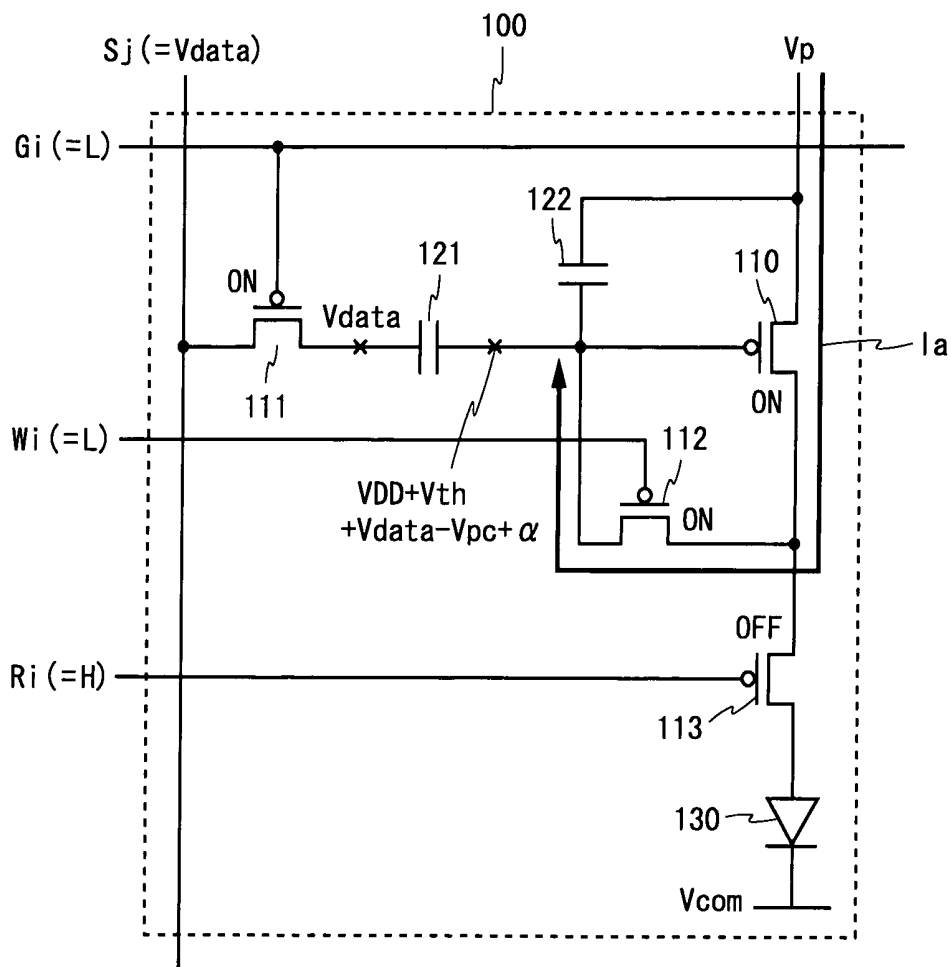 100
Sj(=Vdata)
Vp
Gi(=L)
122
121
110
ON
Vdata
Ia
111
ON
Wi(=L)
112
VDD+Vth
+Vdata-Vpc+α
ON
OFF
Ri(=H)
113
130
Vcom